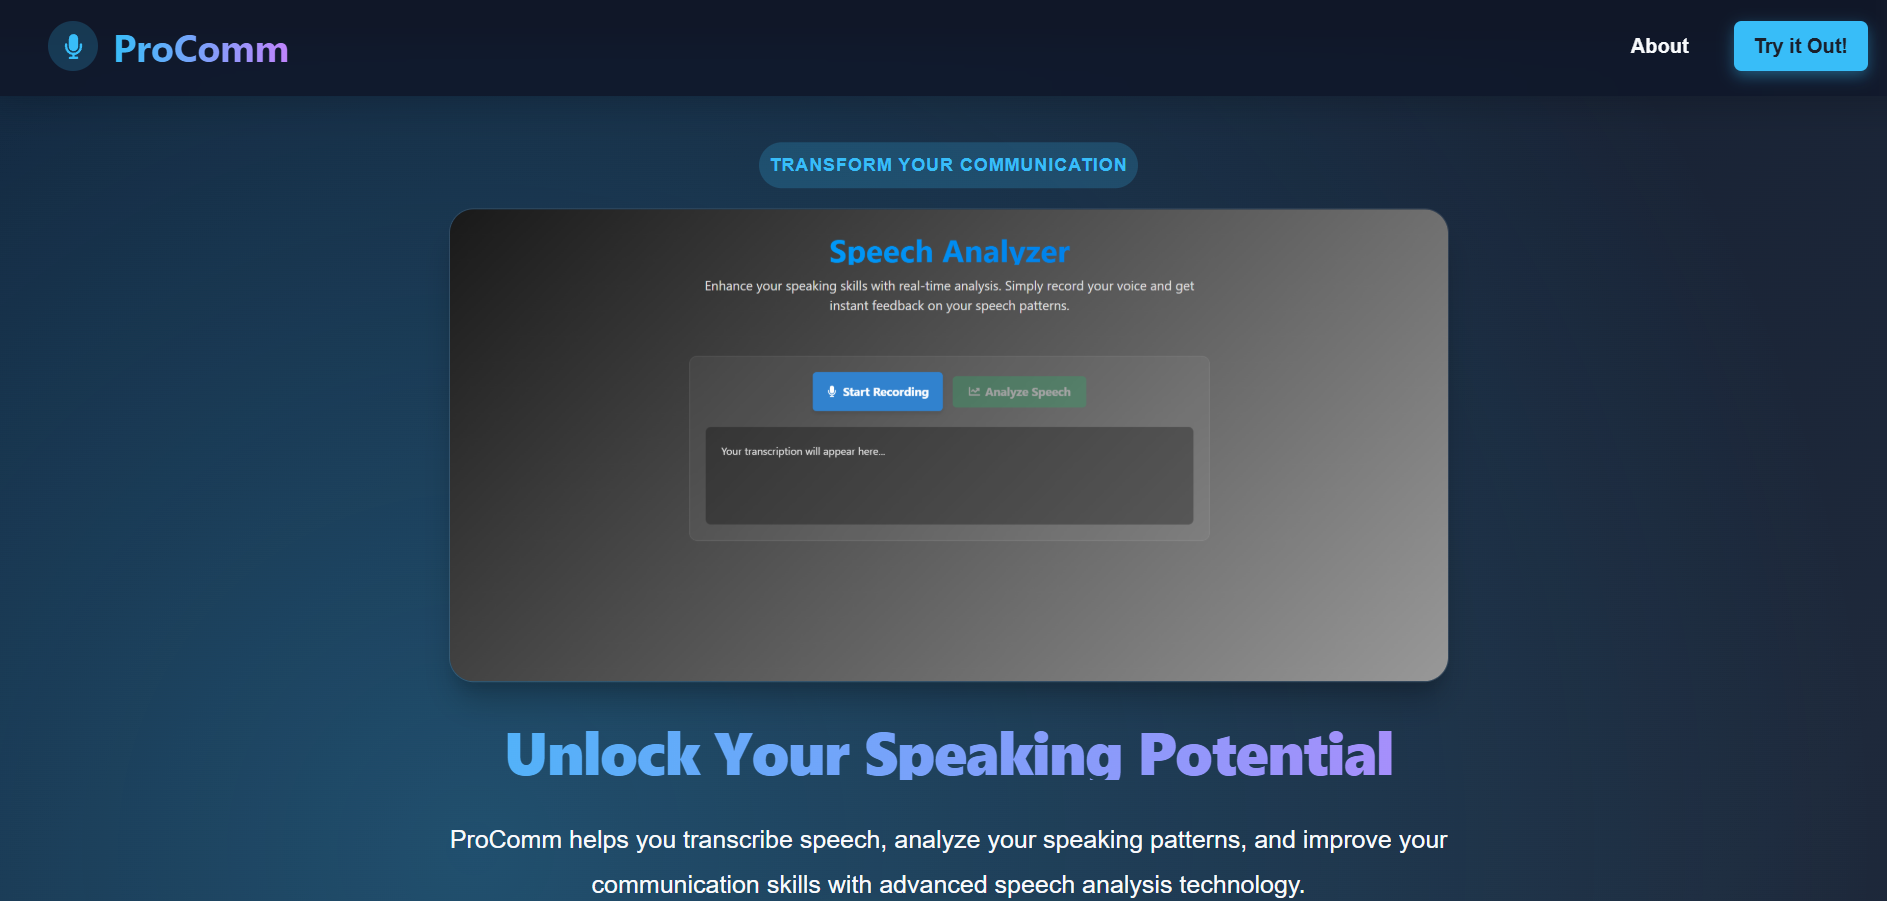 ProComm
About
Try it Out!
TRANSFORM YOUR COMMUNICATION
Speech Analyzer
Enhance your speaking skills with real-time analysis. Simply record your voice and get
instant feedback on your speech patterns.
Start Recording
Analyze Speech
Your transcription will appear here...
Unlock Your Speaking Potential
ProComm helps you transcribe speech, analyze your speaking patterns, and improve your
communication skills with advanced speech analysis technology.